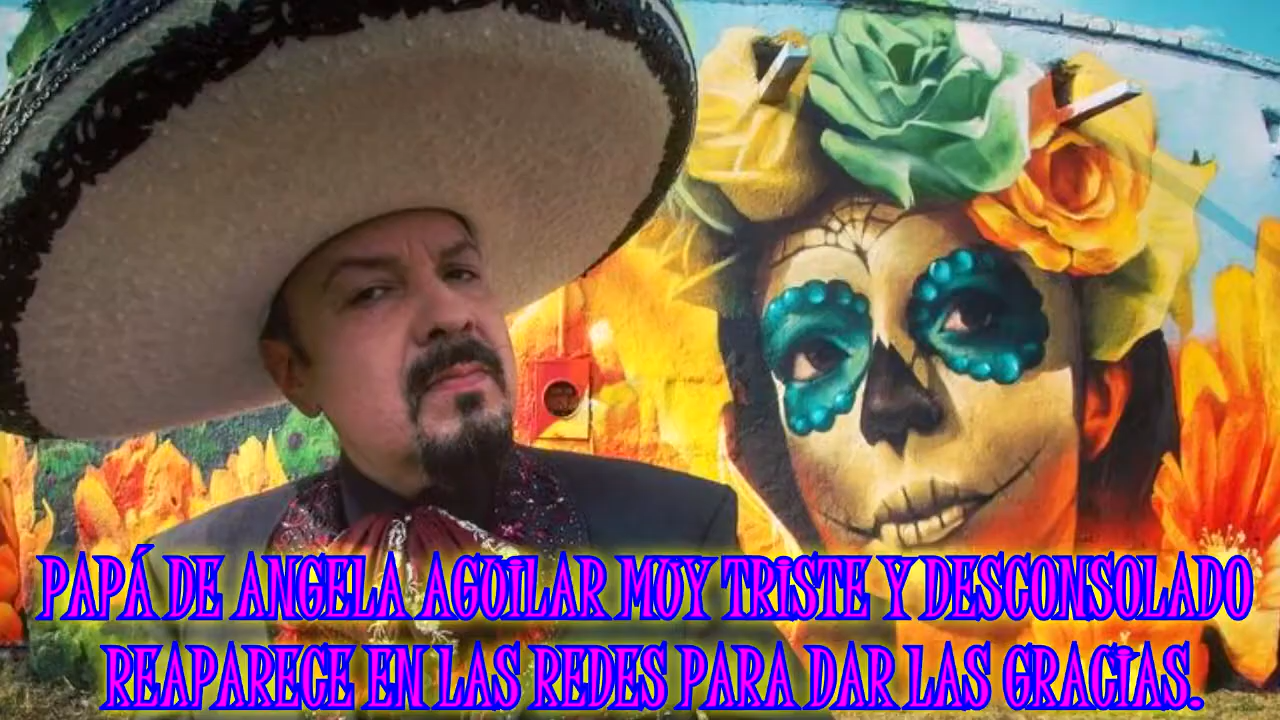 PAPÁ DE ANGELA AGUiLAR MUY TRiSTE Y DESCONSOLADO
REAPARECE EN LAS REDES PARA DAR LAS GRACiAS.